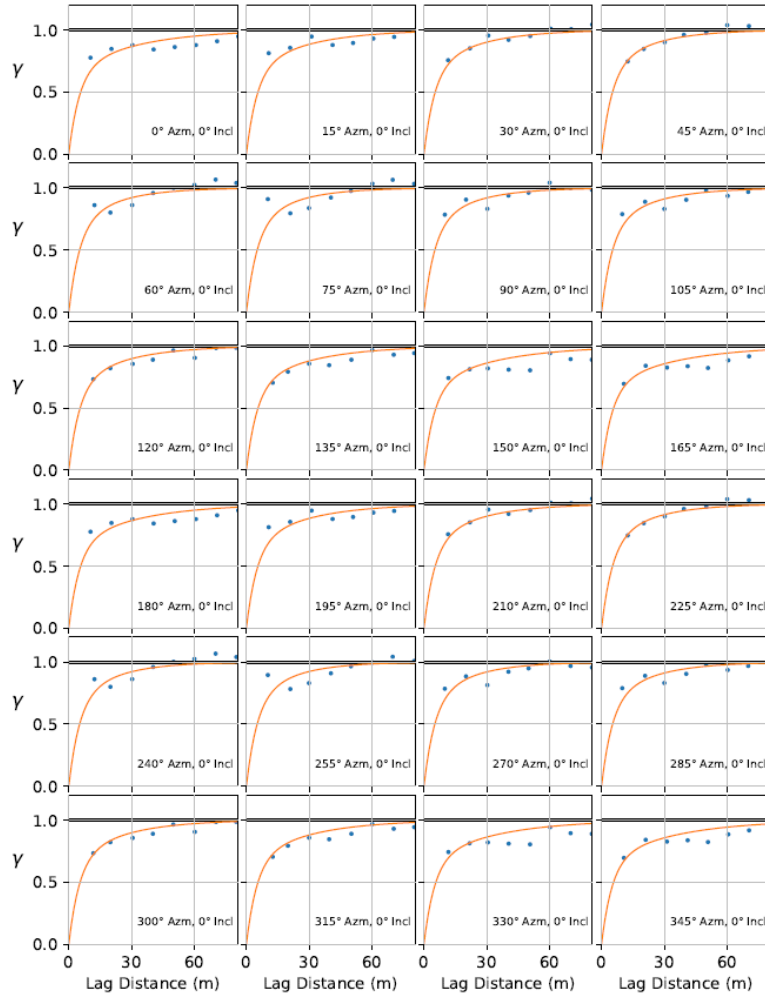 γ 1.0 0.5 0.0 0° Azm, 0° Incl 15° Azm, 0° Incl 30° Azm, 0° Incl 45° Azm, 0° Incl
γ 1.0 0.5 0.0 60° Azm, 0° Incl 75° Azm, 0° Incl 90° Azm, 0° Incl 105° Azm, 0° Incl
γ 1.0 0.5 0.0 120° Azm, 0° Incl 135° Azm, 0° Incl 150° Azm, 0° Incl 165° Azm, 0° Incl
γ 1.0 0.5 0.0 180° Azm, 0° Incl 195° Azm, 0° Incl 210° Azm, 0° Incl 225° Azm, 0° Incl
γ 1.0 0.5 0.0 240° Azm, 0° Incl 255° Azm, 0° Incl 270° Azm, 0° Incl 285° Azm, 0° Incl
γ 1.0 0.5 0.0 300° Azm, 0° Incl 315° Azm, 0° Incl 330° Azm, 0° Incl 345° Azm, 0° Incl
0 30 60 0 30 60 0 30 60 0 30 60
Lag Distance (m) Lag Distance (m) Lag Distance (m) Lag Distance (m)